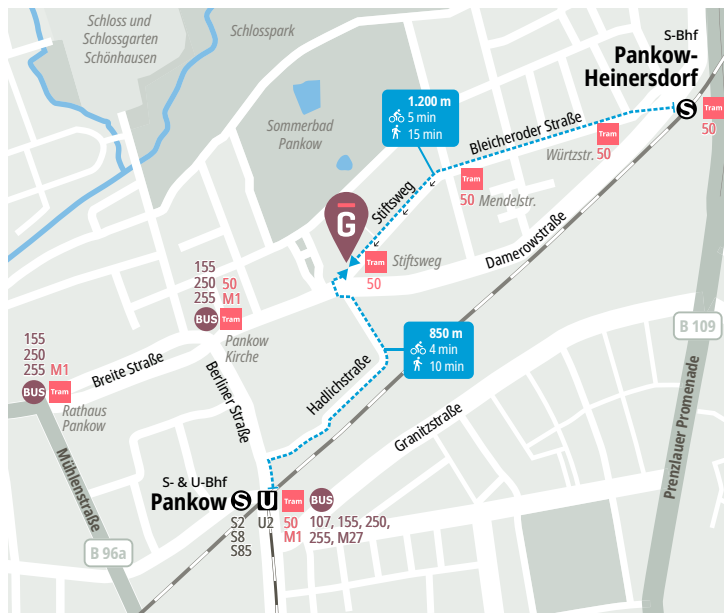 Schloss und
Schlossgarten
Schönhausen
Schlosspark
S-Bhf
Pankow-
Heinersdorf
S
Tram
50
1.200 m
5 min
15 min
Bleicheroder Straße
Sommerbad
Pankow
Würtzstr.
Tram
50
Tram
50 Mendelstr.
Stiftsweg
G
Tram
50
Stiftsweg
Damerowstraße
155
250 50
255 M1
BUS Tram
Pankow
Kirche
850 m
4 min
10 min
B 109
155
250
255 M1
BUS Tram
Rathaus
Pankow
Breite Straße
Berliner Straße
Hadlichstraße
Granitzstraße
Prenzlauer Promenade
Mühlenstraße
B 96a
S- & U-Bhf
Pankow S U Tram BUS
S2 U2 50 107, 155, 250,
S8 M1 255, M27
S85